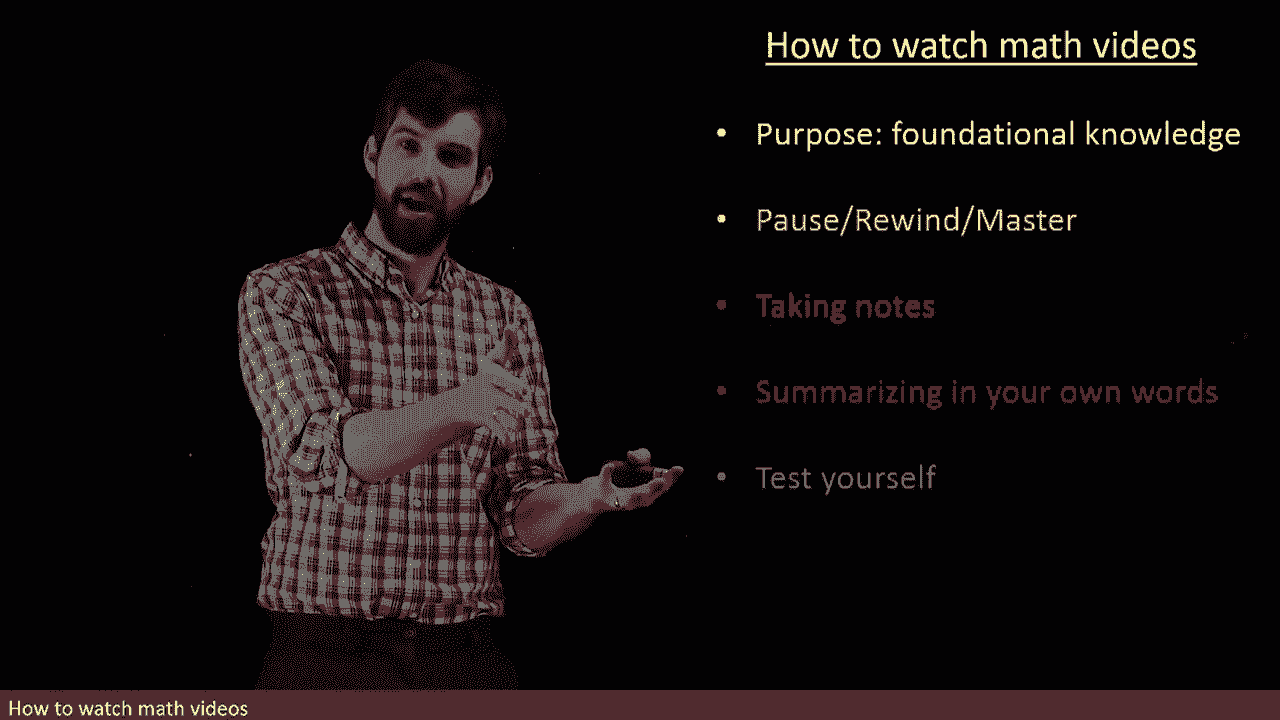 How to watch math videos
• Purpose: foundational knowledge
• Pause/Rewind/Master
• Taking notes
• Summarizing in your own words
• Test yourself
How to watch math videos